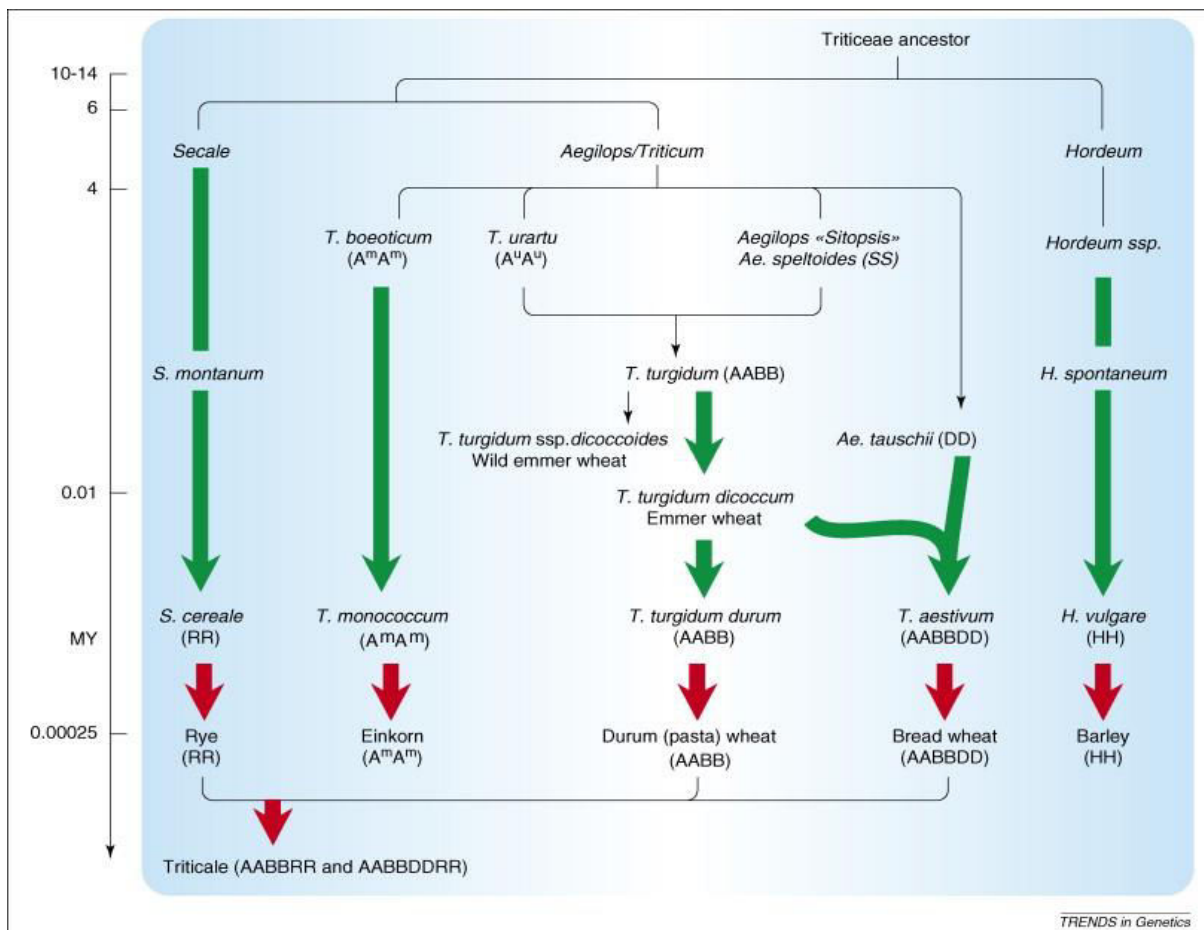 Triticeae ancestor
10-14
6
Secale
Aegilops/Triticum
Hordeum
4
T. boeoticum
(AᵐAᵐ)
T. urartu
(AᵘAᵘ)
Aegilops «Sitopsis»
Ae. speltoides (SS)
Hordeum ssp.
S. montanum
T. turgidum (AABB)
H. spontaneum
T. turgidum ssp.dicoccoides
Wild emmer wheat
Ae. tauschii (DD)
0.01
T. turgidum dicoccum
Emmer wheat
MY
S. cereale
(RR)
T. monococcum
(AᵐAᵐ)
T. turgidum durum
(AABB)
T. aestivum
(AABBDD)
H. vulgare
(HH)
0.00025
Rye
(RR)
Einkorn
(AᵐAᵐ)
Durum (pasta) wheat
(AABB)
Bread wheat
(AABBDD)
Barley
(HH)
Triticale (AABBRR and AABBDDRR)
TRENDS in Genetics